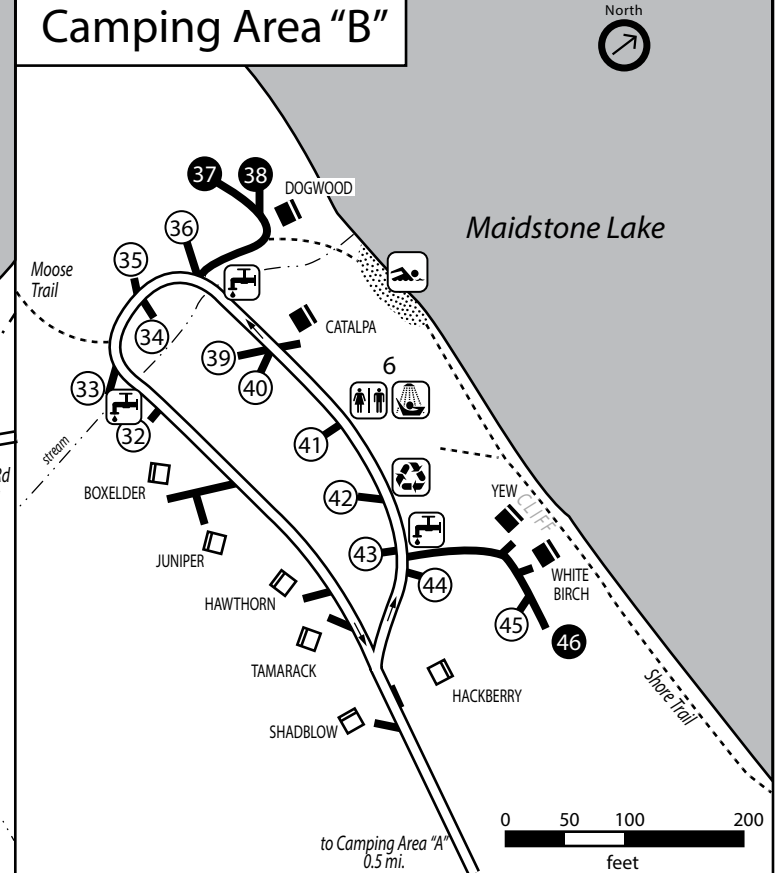 Camping Area "B"
North
37
38
DOGWOOD
36
Maidstone Lake
35
Moose
Trail
34
CATALPA
39
40
6
33
32
41
stream
Rd
BOXELDER
42
YEW
CLIFF
JUNIPER
43
44
WHITE
BIRCH
HAWTHORN
45
46
TAMARACK
HACKBERRY
Shore Trail
SHADBLOW
0 50 100 200
feet
to Camping Area "A"
0.5 mi.